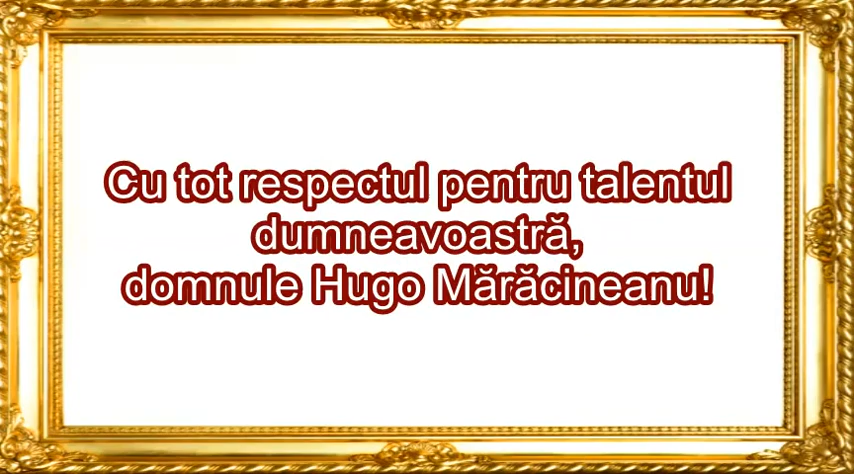 Cu tot respectul pentru talentul
dumneavoastră,
domnule Hugo Mărăcineanu!